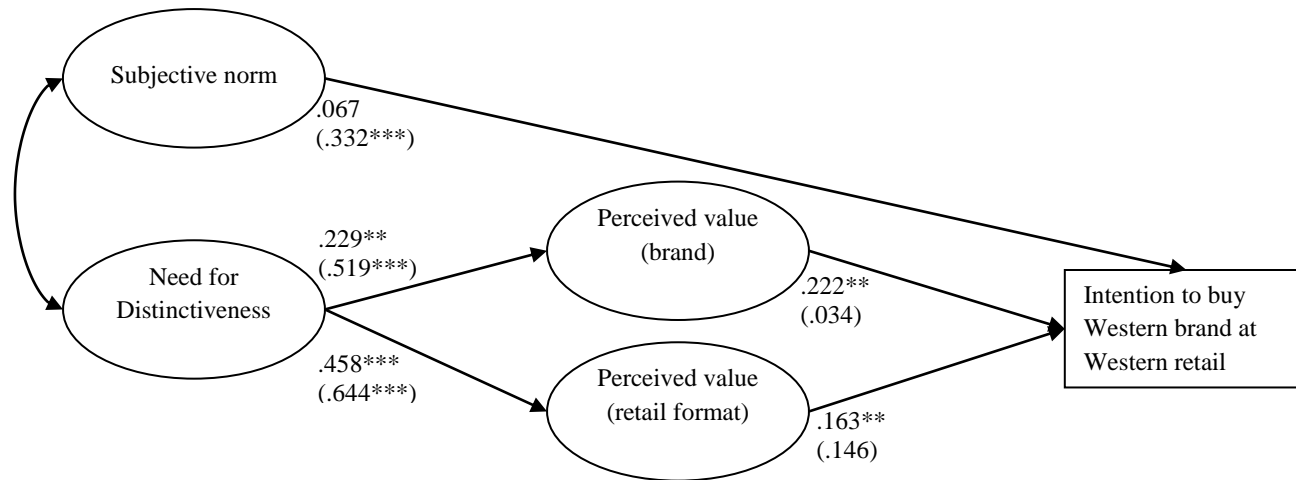 Subjective norm
.067
(.332***)
Perceived value
(brand)
.229**
(.519***)
Need for
Distinctiveness
.222**
(.034)
Intention to buy
Western brand at
Western retail
.458***
(.644***)
Perceived value
(retail format)
.163**
(.146)